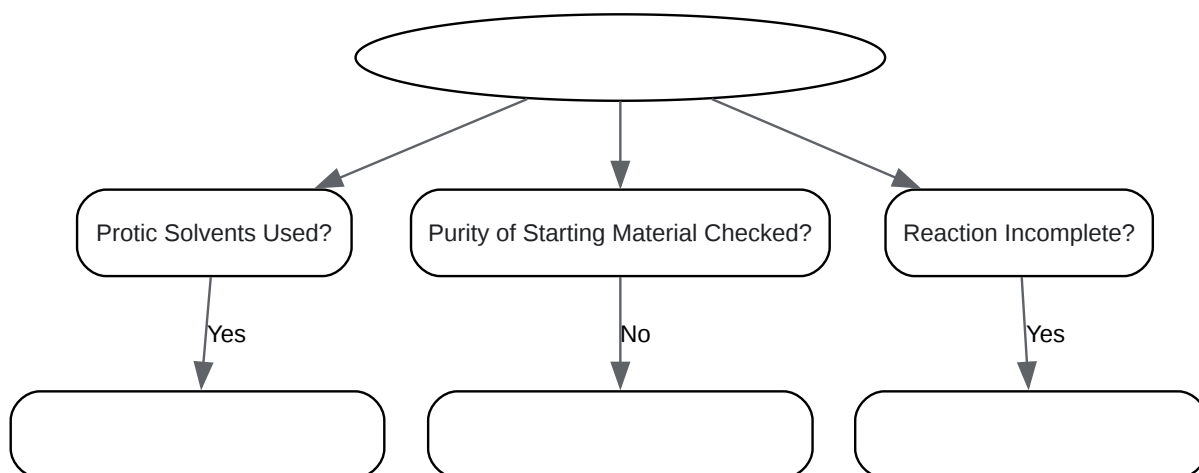 Protic Solvents Used?
Purity of Starting Material Checked?
Reaction Incomplete?
Yes
No
Yes